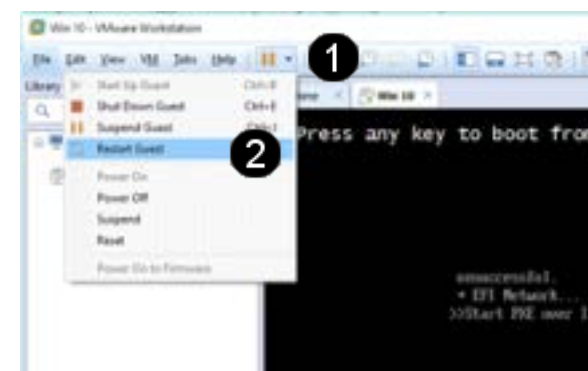 Win 10 - VMware Workstation
File Edit View VM Tabs Help
1
Library
Start Up Guest Ctrl+B
Shut Down Guest Ctrl+E
Suspend Guest
Restart Guest
2
Power On
Power Off
Suspend
Reset
Power On to Firmware
Win 10
Press any key to boot from
unsuccessful.
* EFI Network...
>>Start PXE over I